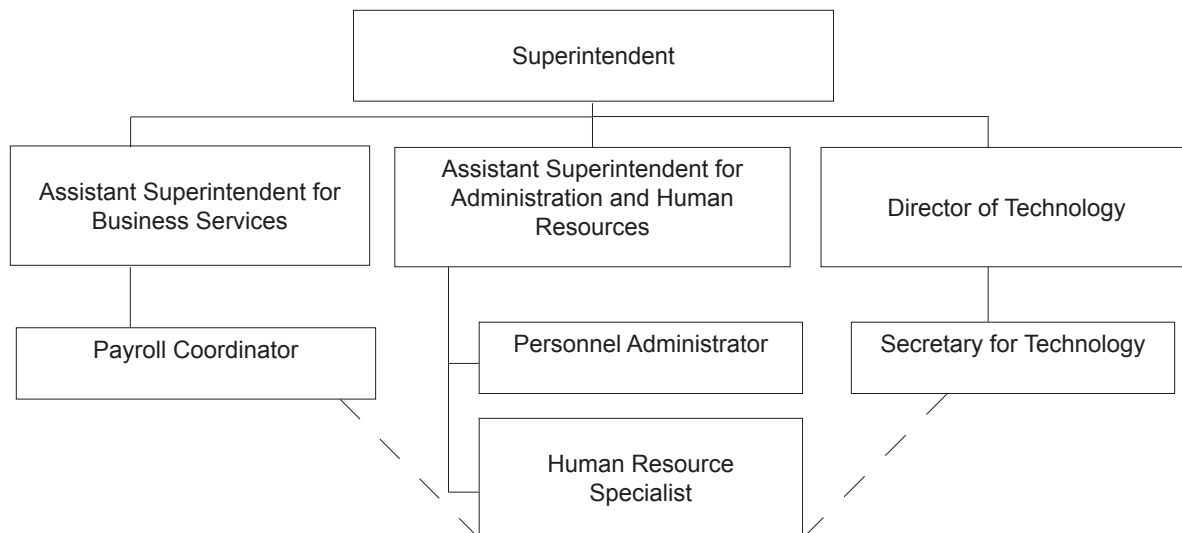 Superintendent
Assistant Superintendent for
Business Services
Assistant Superintendent for
Administration and Human
Resources
Director of Technology
Payroll Coordinator
Personnel Administrator
Secretary for Technology
Human Resource
Specialist